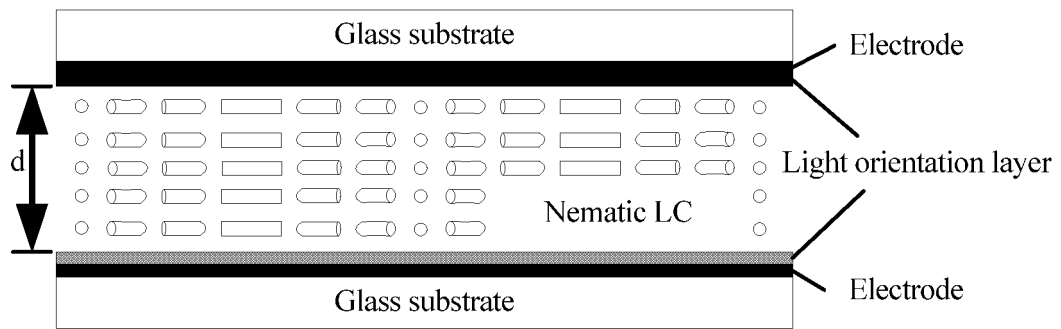 Glass substrate
Electrode
d
Light orientation layer
Nematic LC
Glass substrate
Electrode